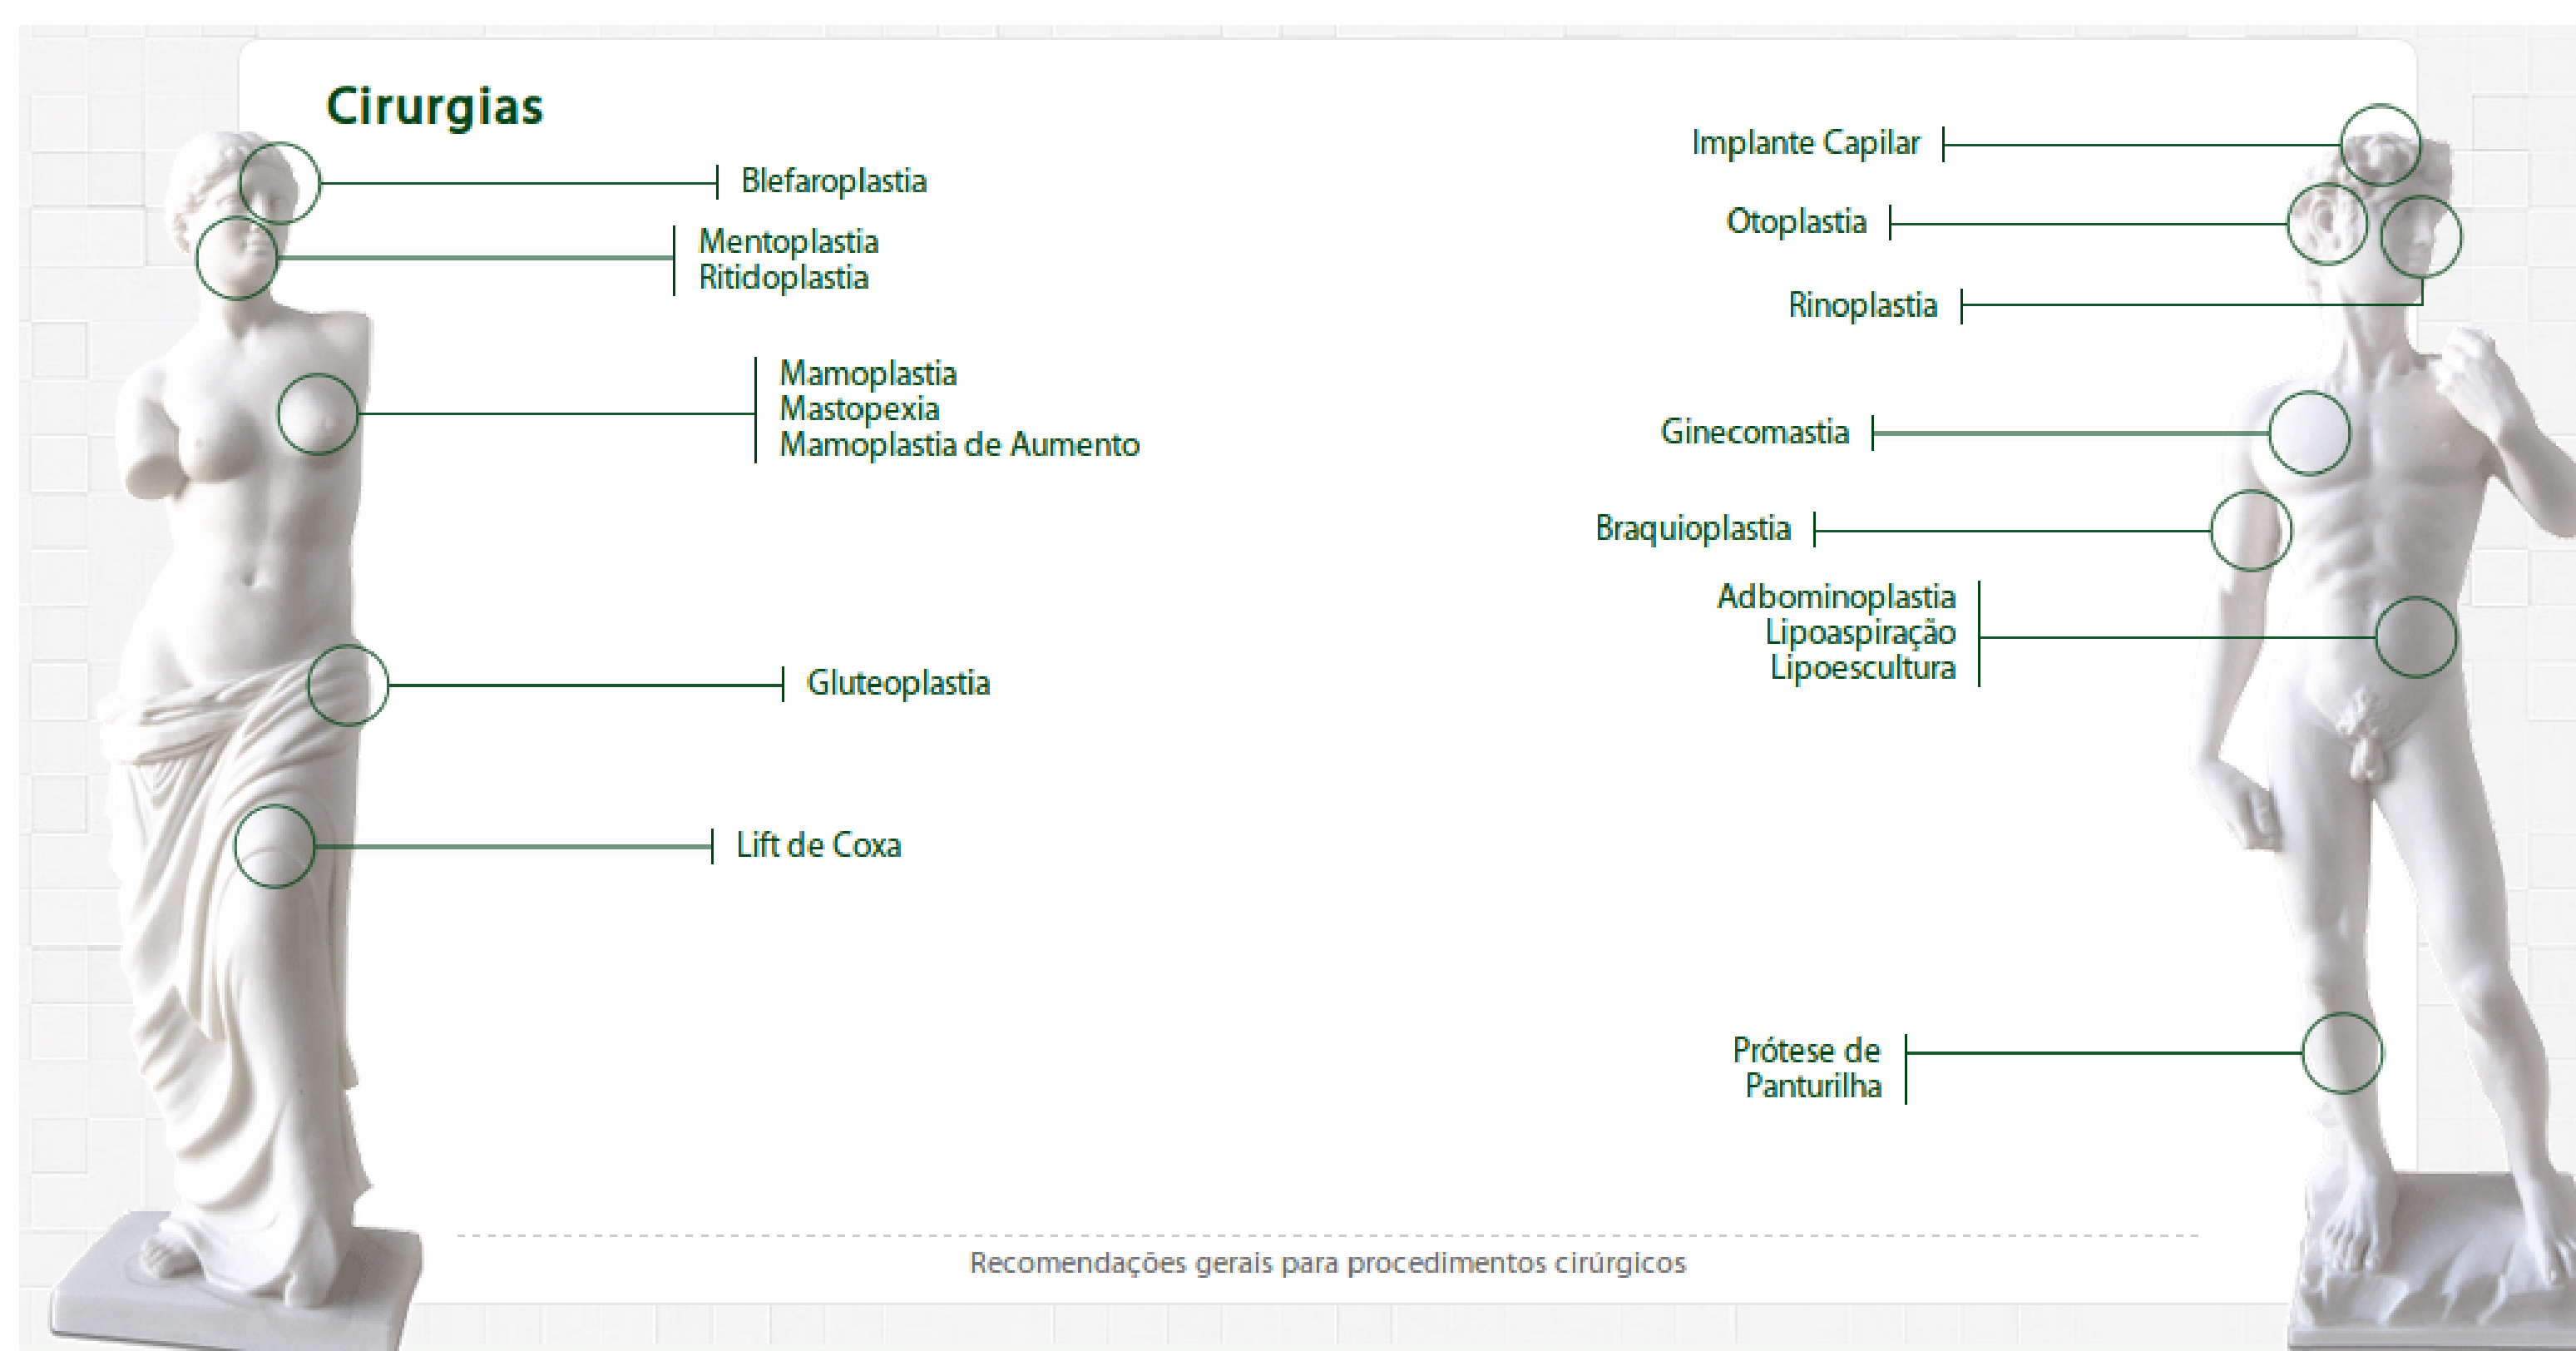 Cirurgias
Blefaroplastia
Mentoplastia
Ritidoplastia
Mamoplastia
Mastopexia
Mamoplastia de Aumento
Gluteoplastia
Lift de Coxa
Implante Capilar
Otoplastia
Rinoplastia
Ginecomastia
Braquioplastia
Adbominoplastia
Lipoaspiração
Lipoescultura
Prótese de
Panturilha
Recomendações gerais para procedimentos cirúrgicos